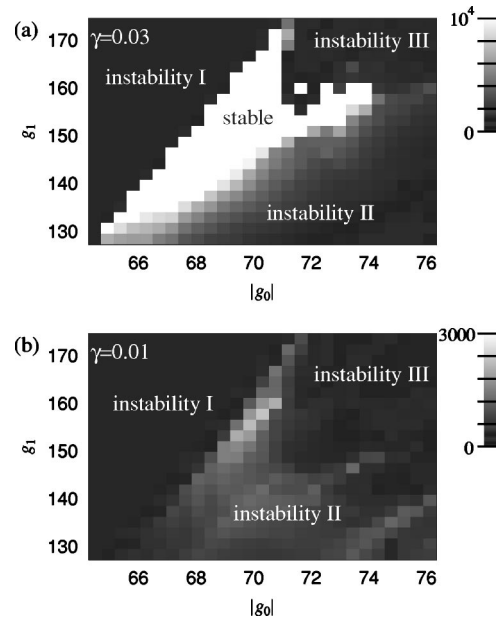 (a)
γ=0.03
instability III
10⁴
170
instability I
160
stable
g₁
150
0
140
instability II
130
66 68 70 72 74 76
|g₀|
(b)
γ=0.01
3000
170
instability III
instability I
160
g₁
150
0
140
instability II
130
66 68 70 72 74 76
|g₀|